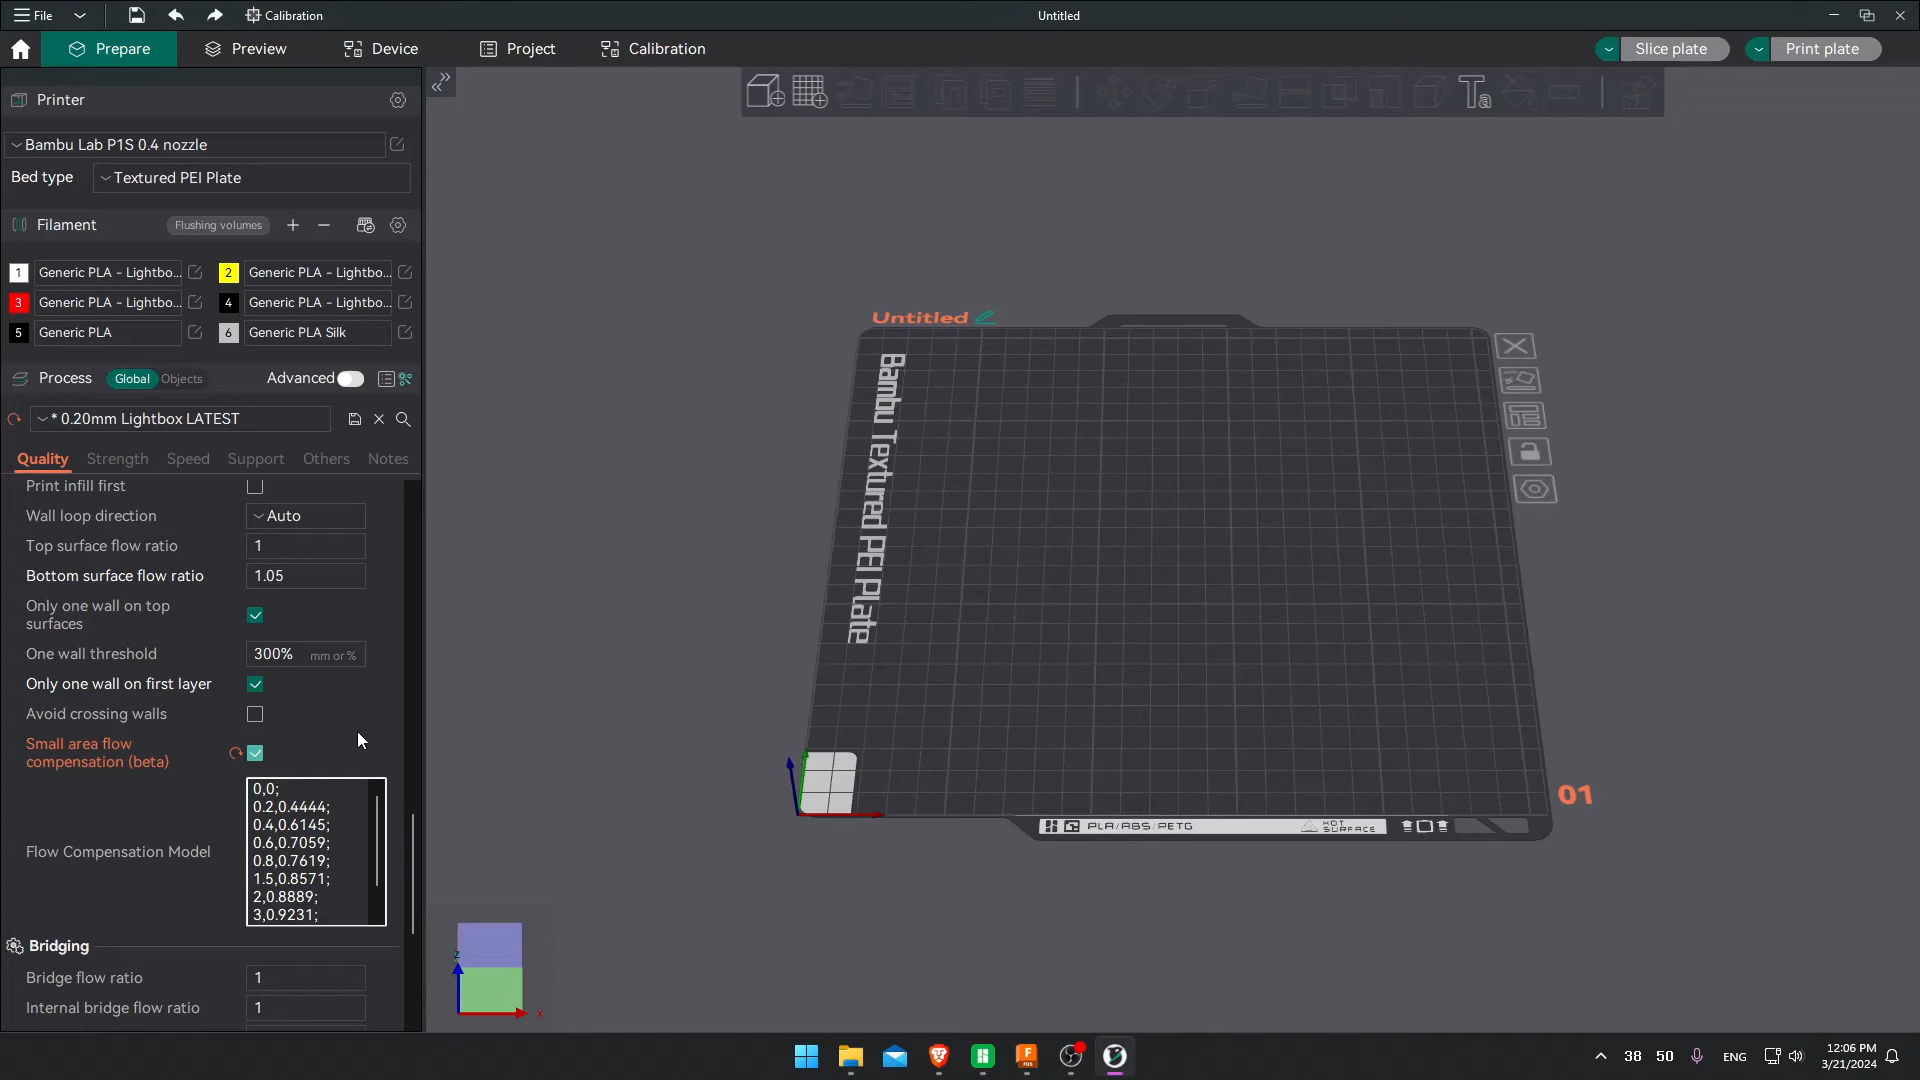 File
Calibration
Untitled
Prepare
Preview
Device
Project
Calibration
Slice plate
Print plate
Printer
Bambu Lab P1S 0.4 nozzle
Bed type
Textured PEI Plate
Filament
Flushing volumes
1 Generic PLA - Lightbo...
2 Generic PLA - Lightbo...
3 Generic PLA - Lightbo...
4 Generic PLA - Lightbo...
5 Generic PLA
6 Generic PLA Silk
Process
Global
Objects
Advanced
* 0.20mm Lightbox LATEST
Quality
Strength
Speed
Support
Others
Notes
Print infill first
Wall loop direction
Auto
Top surface flow ratio
1
Bottom surface flow ratio
1.05
Only one wall on top
surfaces
One wall threshold
300% mm or %
Only one wall on first layer
Avoid crossing walls
Small area flow
compensation (beta)
Flow Compensation Model
0,0;
0.2,0.4444;
0.4,0.6145;
0.6,0.7059;
0.8,0.7619;
1.5,0.8571;
2,0.8889;
3,0.9231;
Bridging
Bridge flow ratio
1
Internal bridge flow ratio
1
Untitled
Bambu Textured PEI Plate
01
PLA/ABS/PETG
HOT
SURFACE
Ta
z
x
F
FUS
38
50
ENG
12:06 PM
3/21/2024